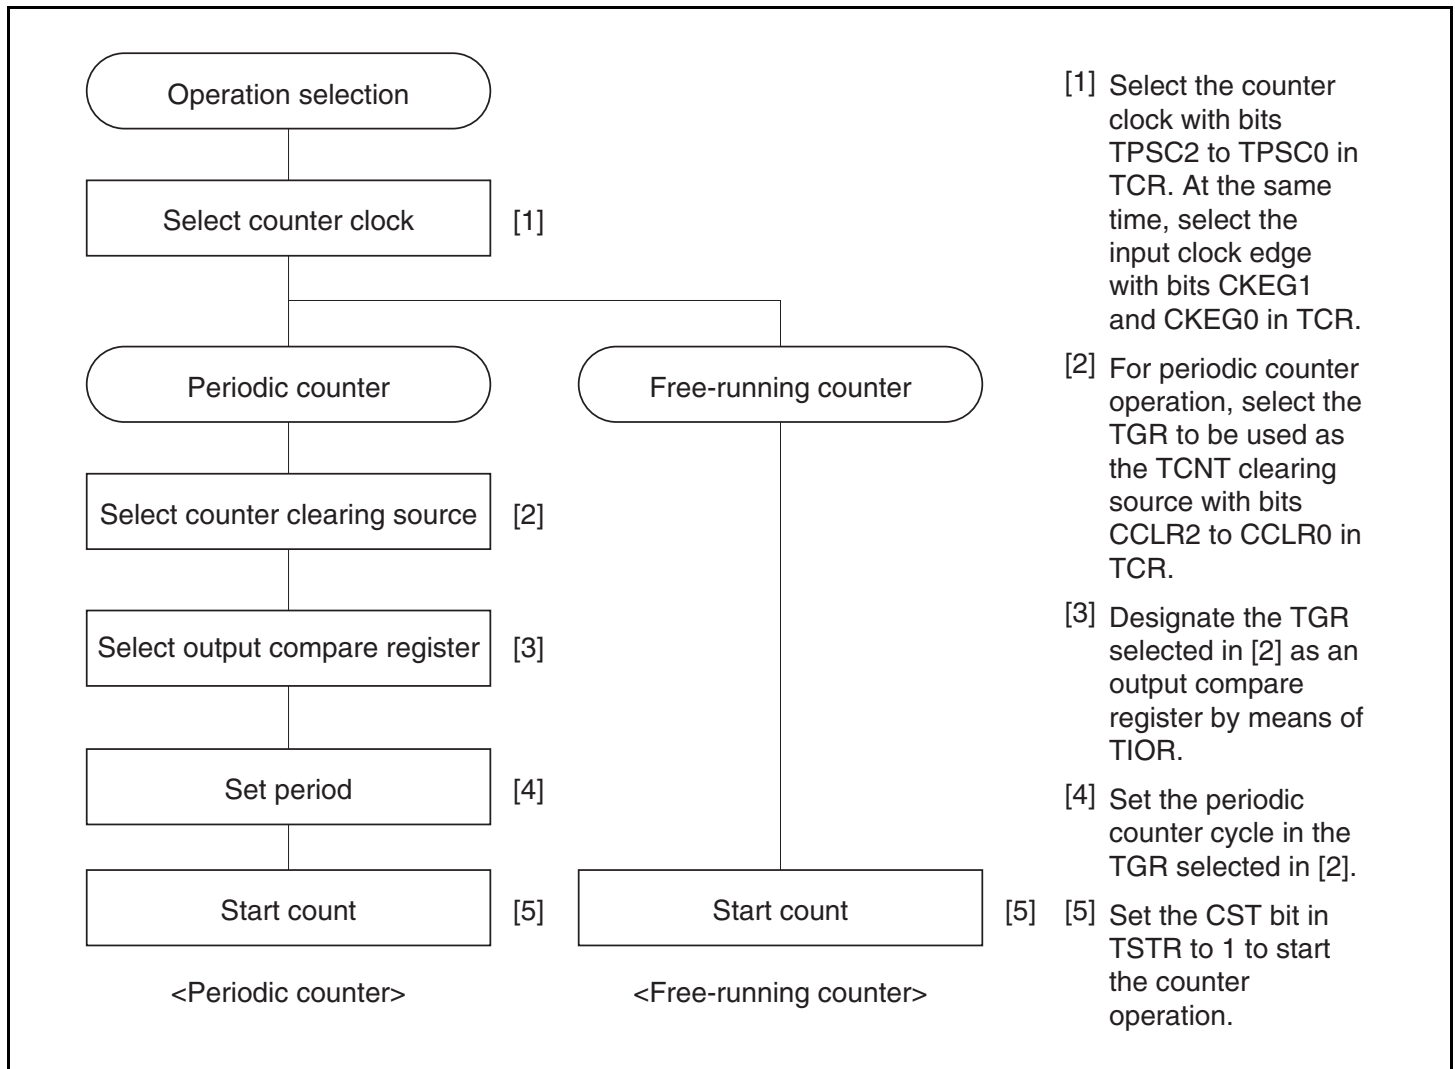 Operation selection
Select counter clock
[1]
Periodic counter
Free-running counter
Select counter clearing source
[2]
Select output compare register
[3]
Set period
[4]
Start count
[5]
Start count
[5]
<Periodic counter>
<Free-running counter>
[1] Select the counter
clock with bits
TPSC2 to TPSC0 in
TCR. At the same
time, select the
input clock edge
with bits CKEG1
and CKEG0 in TCR.
[2] For periodic counter
operation, select the
TGR to be used as
the TCNT clearing
source with bits
CCLR2 to CCLR0 in
TCR.
[3] Designate the TGR
selected in [2] as an
output compare
register by means of
TIOR.
[4] Set the periodic
counter cycle in the
TGR selected in [2].
[5] Set the CST bit in
TSTR to 1 to start
the counter
operation.